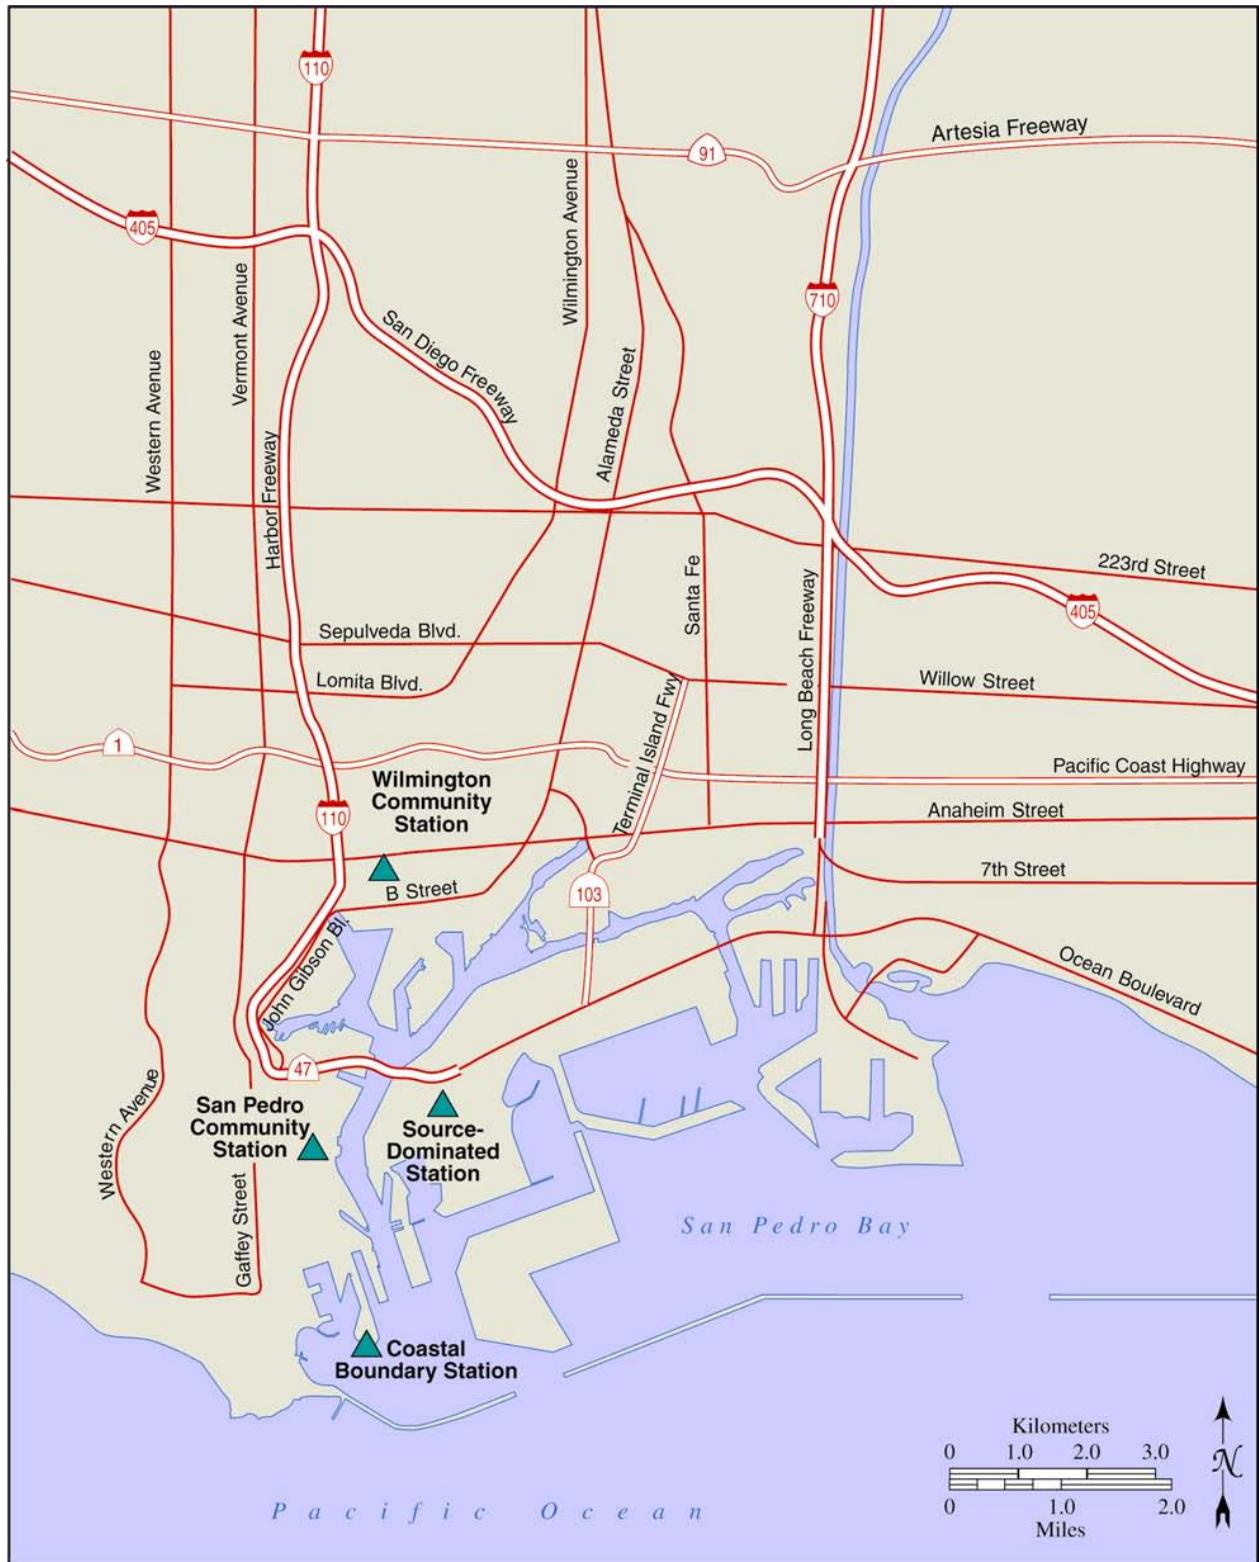 110
Artesia Freeway
91
Wilmington Avenue
405
Vermont Avenue
710
San Diego Freeway
Western Avenue
Alameda Street
Harbor Freeway
223rd Street
Santa Fe
Long Beach Freeway
405
Sepulveda Blvd.
Lomita Blvd.
Willow Street
Terminal Island Fwy
1
Pacific Coast Highway
Wilmington
Community
Station
110
Anaheim Street
7th Street
B Street
103
John Gibson Bl.
Ocean Boulevard
47
Western Avenue
San Pedro
Community
Station
Source-
Dominated
Station
Gaffey Street
San Pedro Bay
Coastal
Boundary Station
Kilometers
0 1.0 2.0 3.0
N
0 1.0 2.0
Miles
Pacific Ocean